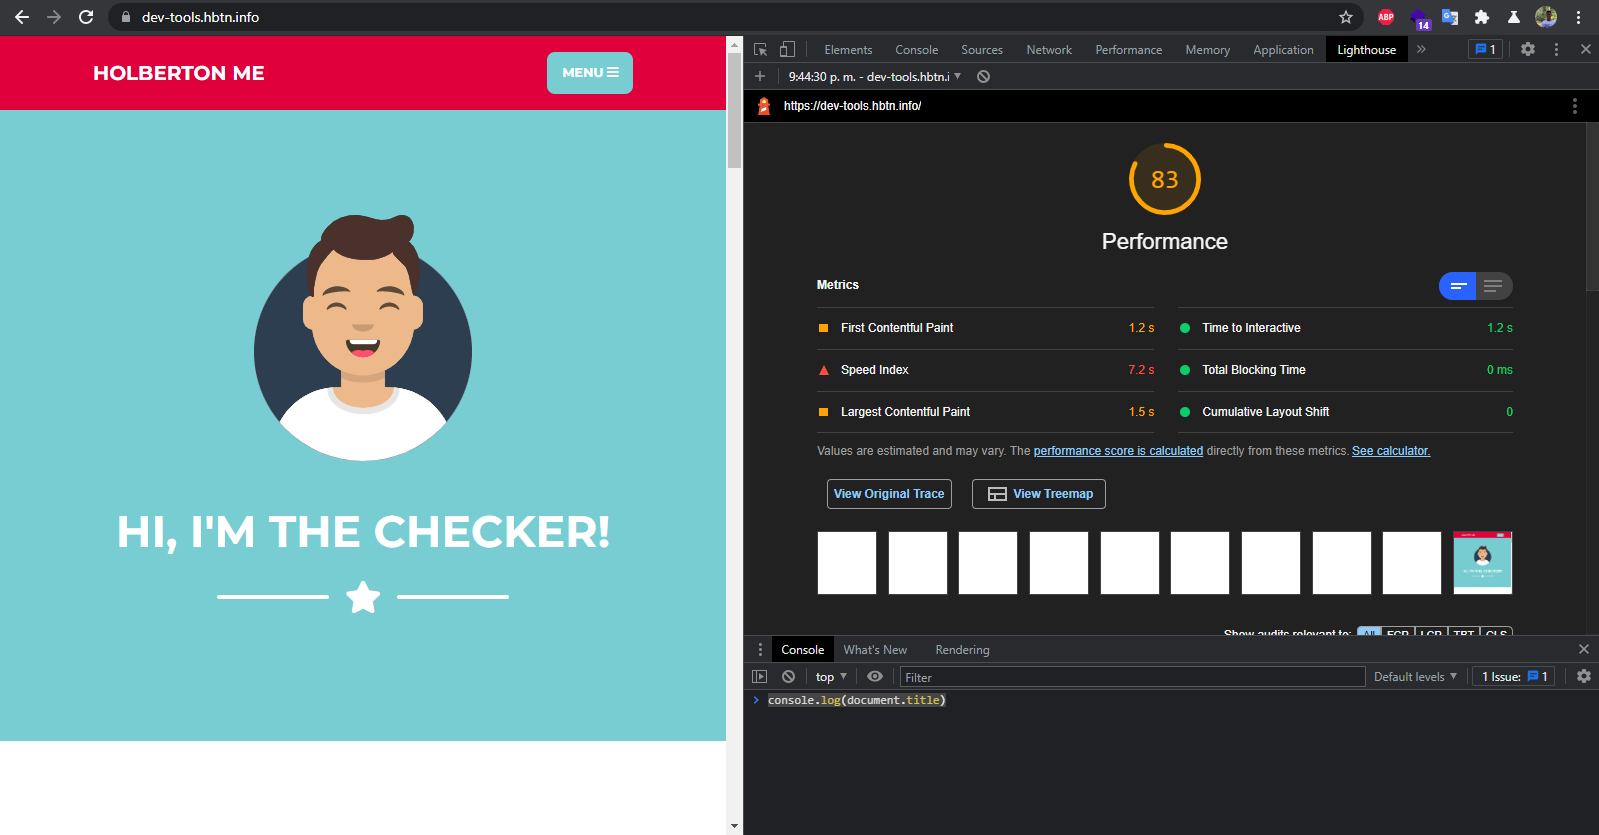 dev-tools.hbtn.info
ABP
14
HOLBERTON ME
MENU
HI, I'M THE CHECKER!
Elements Console Sources Network Performance Memory Application Lighthouse » 1
+ 9:44:30 p. m. - dev-tools.hbtn.i
https://dev-tools.hbtn.info/
83
Performance
Metrics
First Contentful Paint 1.2 s
Time to Interactive 1.2 s
Speed Index 7.2 s
Total Blocking Time 0 ms
Largest Contentful Paint 1.5 s
Cumulative Layout Shift 0
Values are estimated and may vary. The performance score is calculated directly from these metrics. See calculator.
View Original Trace View Treemap
Show audits relevant to: All FCP LCP TBT CLS
Console What's New Rendering
top Filter Default levels 1 Issue: 1
> console.log(document.title)